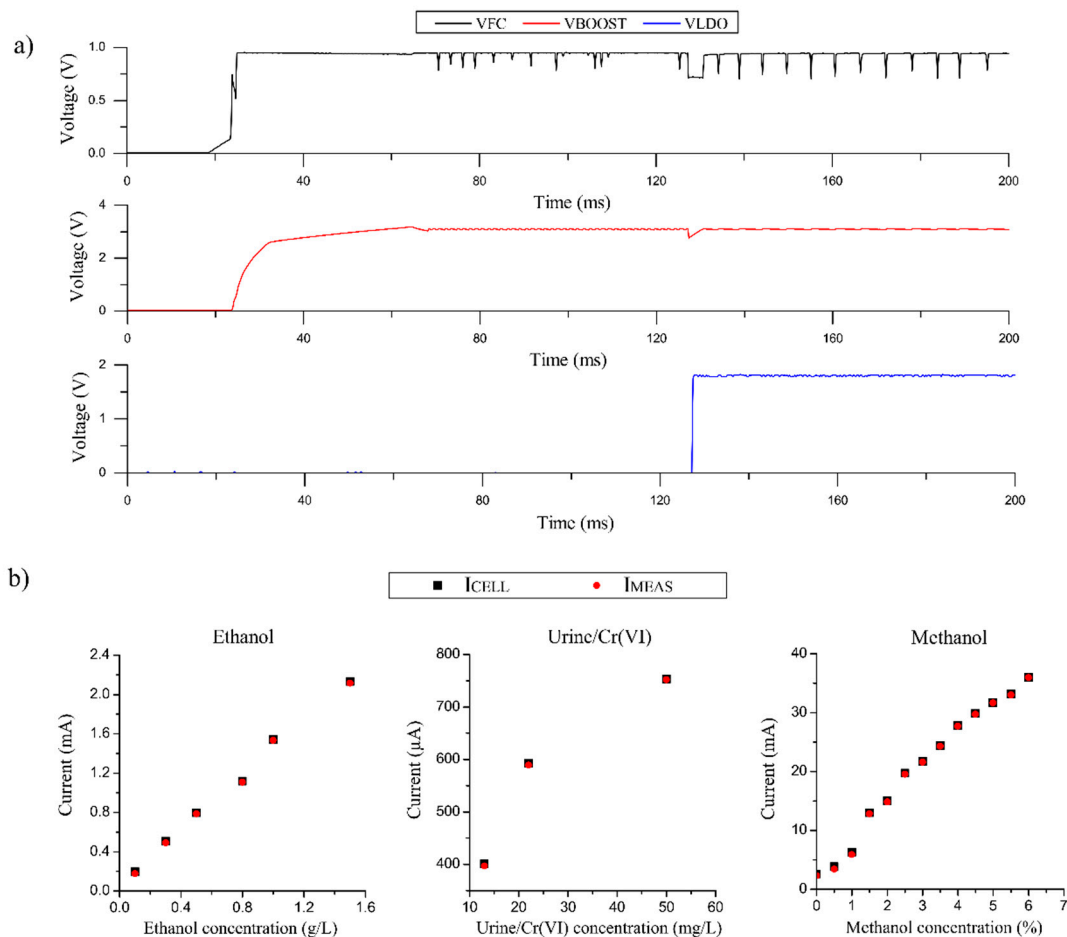 VFC VBOOST VLDO
a)
Voltage (V)
1.0
0.5
0.0
0 40 80 120 160 200
Time (ms)
Voltage (V)
4
2
0
0 40 80 120 160 200
Time (ms)
Voltage (V)
2
1
0
0 40 80 120 160 200
Time (ms)
b)
ICELL IMEAS
Ethanol
Current (mA)
2.4
2.0
1.6
1.2
0.8
0.4
0.0
0.0 0.4 0.8 1.2 1.6
Ethanol concentration (g/L)
Urine/Cr(VI)
Current (µA)
800
700
600
500
400
10 20 30 40 50 60
Urine/Cr(VI) concentration (mg/L)
Methanol
Current (mA)
40
30
20
10
0
0 1 2 3 4 5 6 7
Methanol concentration (%)